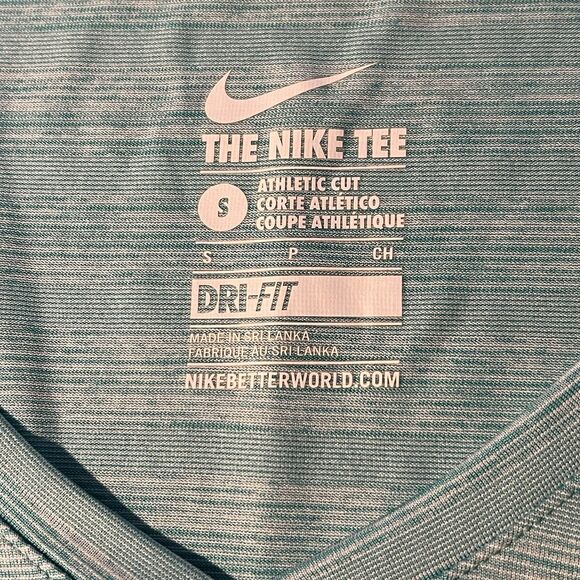 THE NIKE TEE
S
ATHLETIC CUT
CORTE ATLÉTICO
COUPE ATHLÉTIQUE
S P CH
DRI-FIT
MADE IN SRI LANKA
FABRIQUE AU SRI LANKA
NIKEBETTERWORLD.COM